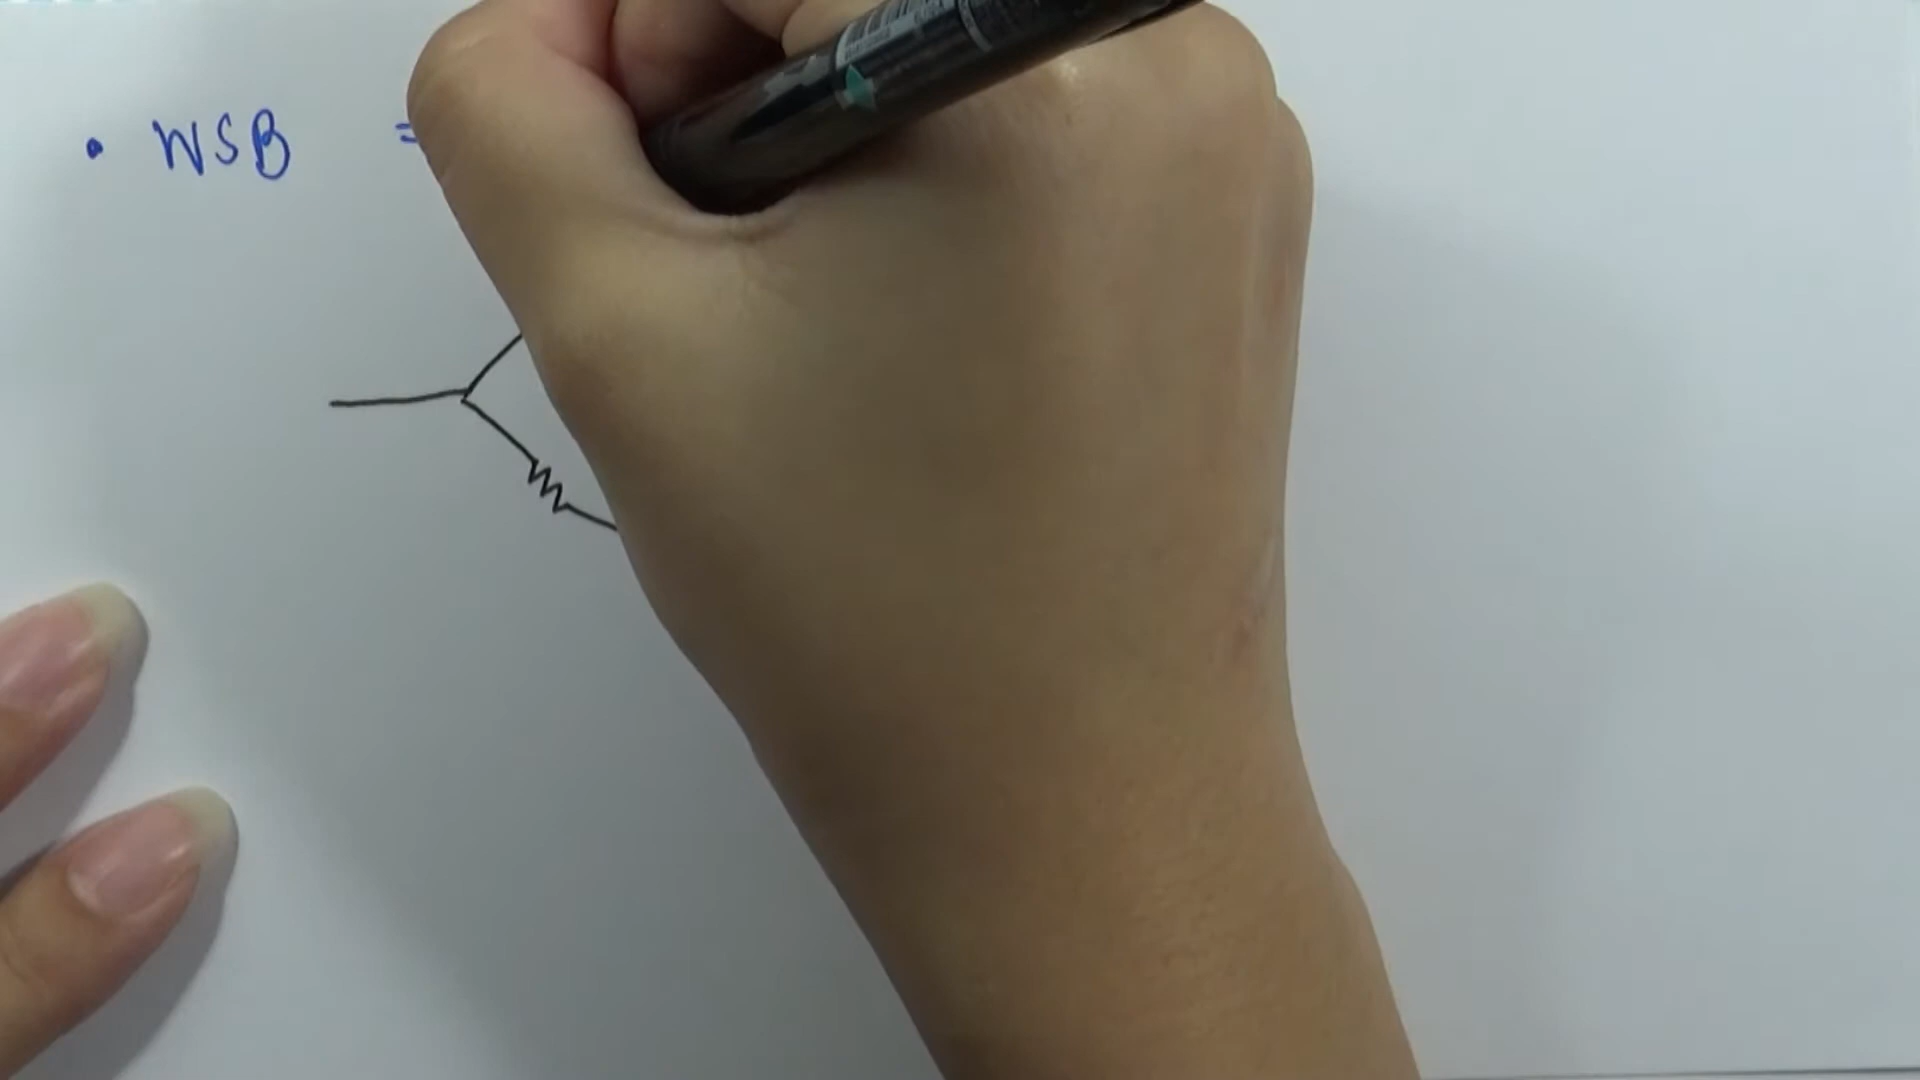 • WSB =